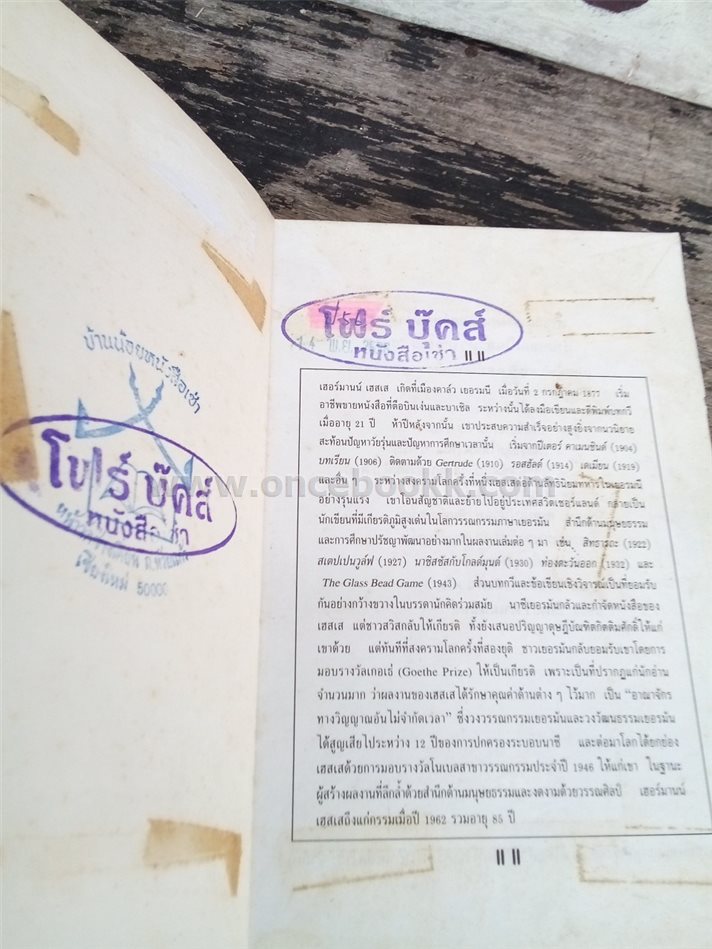 บ้านน้อยหนังสือเช่า
โฟร์ บุ๊คส์
หนังสือเช่า
เชียงใหม่ 50000
โฟร์ บุ๊คส์
หนังสือเช่า
www.oncebookk.com
เฮอร์มานน์ เฮสเส เกิดที่เมืองคาล์ว เยอรมนี เมื่อวันที่ 2 กรกฎาคม 1877 เริ่ม
อาชีพขายหนังสือที่ตือบินเง็นและบาเซิล ระหว่างนั้นได้ลงมือเขียนและตีพิมพ์บทกวี
เมื่ออายุ 21 ปี ห้าปีหลังจากนั้น เขาประสบความสำเร็จอย่างสูงยิ่งจากนวนิยาย
สะท้อนปัญหาวัยรุ่นและปัญหาการศึกษาเวลานั้น เริ่มจากปีเตอร์ คาเมนซินด์ (1904)
บทเรียน (1906) ติดตามด้วย Gertrude (1910) รอสฮัลด์ (1914) เดเมียน (1919)
และอื่น ๆ ระหว่างสงครามโลกครั้งที่หนึ่งเฮสเสต่อต้านลัทธินิยมทหารในเยอรมนี
อย่างรุนแรง เขาโอนสัญชาติและย้ายไปอยู่ประเทศสวิตเซอร์แลนด์ กลายเป็น
นักเขียนที่มีเกียรติภูมิสูงเด่นในโลกวรรณกรรมภาษาเยอรมัน สำนึกด้านมนุษยธรรม
และการศึกษาปรัชญาพัฒนาอย่างมากในผลงานเล่มต่อ ๆ มา เช่น สิทธารถะ (1922)
สเตปเปนวูล์ฟ (1927) นาซิสซัสกับโกลด์มุนด์ (1930) ท่องตะวันออก (1932) และ
The Glass Bead Game (1943) ส่วนบทกวีและข้อเขียนเชิงวิจารณ์เป็นที่ยอมรับ
กันอย่างกว้างขวางในบรรดานักคิดร่วมสมัย นาซีเยอรมันกลัวและกำจัดหนังสือของ
เฮสเส แต่ชาวสวิสกลับให้เกียรติ ทั้งยังเสนอปริญญาดุษฎีบัณฑิตกิตติมศักดิ์ให้แก่
เขาด้วย แต่ทันทีที่สงครามโลกครั้งที่สองยุติ ชาวเยอรมันกลับยอมรับเขาโดยการ
มอบรางวัลเกอเธ่ (Goethe Prize) ให้เป็นเกียรติ เพราะเป็นที่ปรากฏแก่นักอ่าน
จำนวนมาก ว่าผลงานของเฮสเสได้รักษาคุณค่าด้านต่าง ๆ ไว้มาก เป็น “อาณาจักร
ทางวิญญาณอันไม่จำกัดเวลา” ซึ่งวงวรรณกรรมเยอรมันและวงวัฒนธรรมเยอรมัน
ได้สูญเสียไประหว่าง 12 ปีของการปกครองระบอบนาซี และต่อมาโลกได้ยกย่อง
เฮสเสด้วยการมอบรางวัลโนเบลสาขาวรรณกรรมประจำปี 1946 ให้แก่เขา ในฐานะ
ผู้สร้างผลงานที่ลึกล้ำด้วยสำนึกด้านมนุษยธรรมและงดงามด้วยวรรณศิลป์ เฮอร์มานน์
เฮสเสถึงแก่กรรมเมื่อปี 1962 รวมอายุ 85 ปี